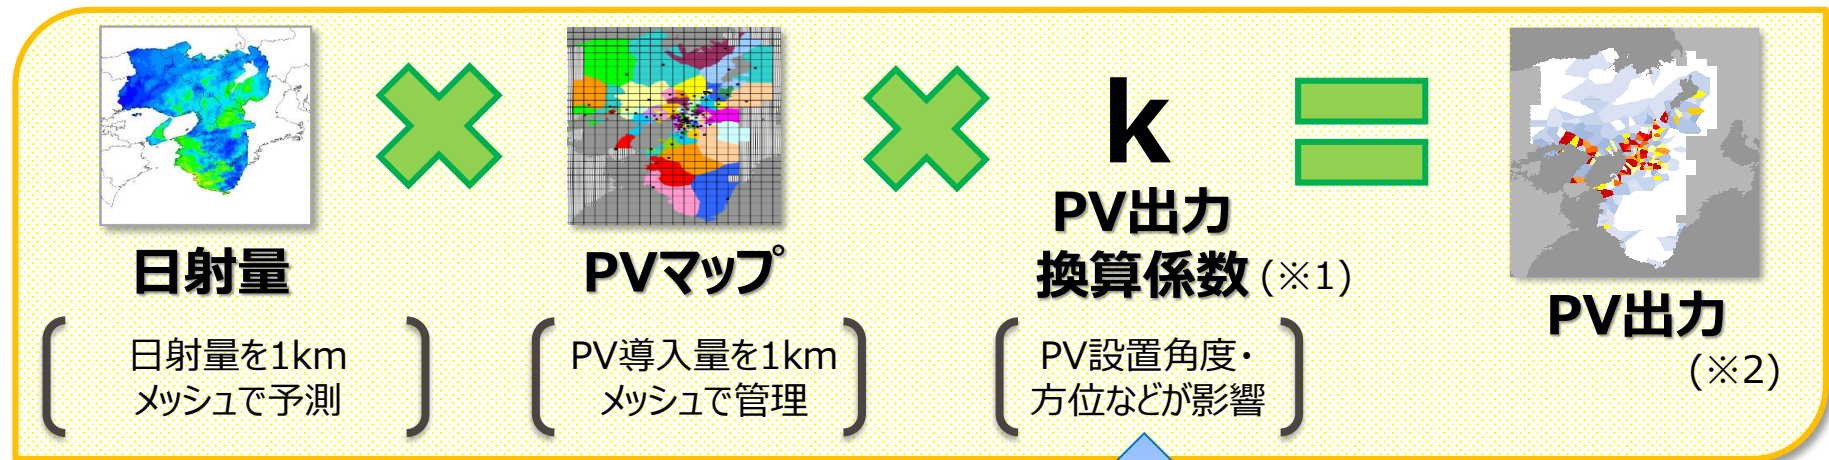 日射量
日射量を1km
メッシュで予測
PVマップ
PV導入量を1km
メッシュで管理
k
PV出力
換算係数(※1)
PV設置角度・
方位などが影響
PV出力
(※2)